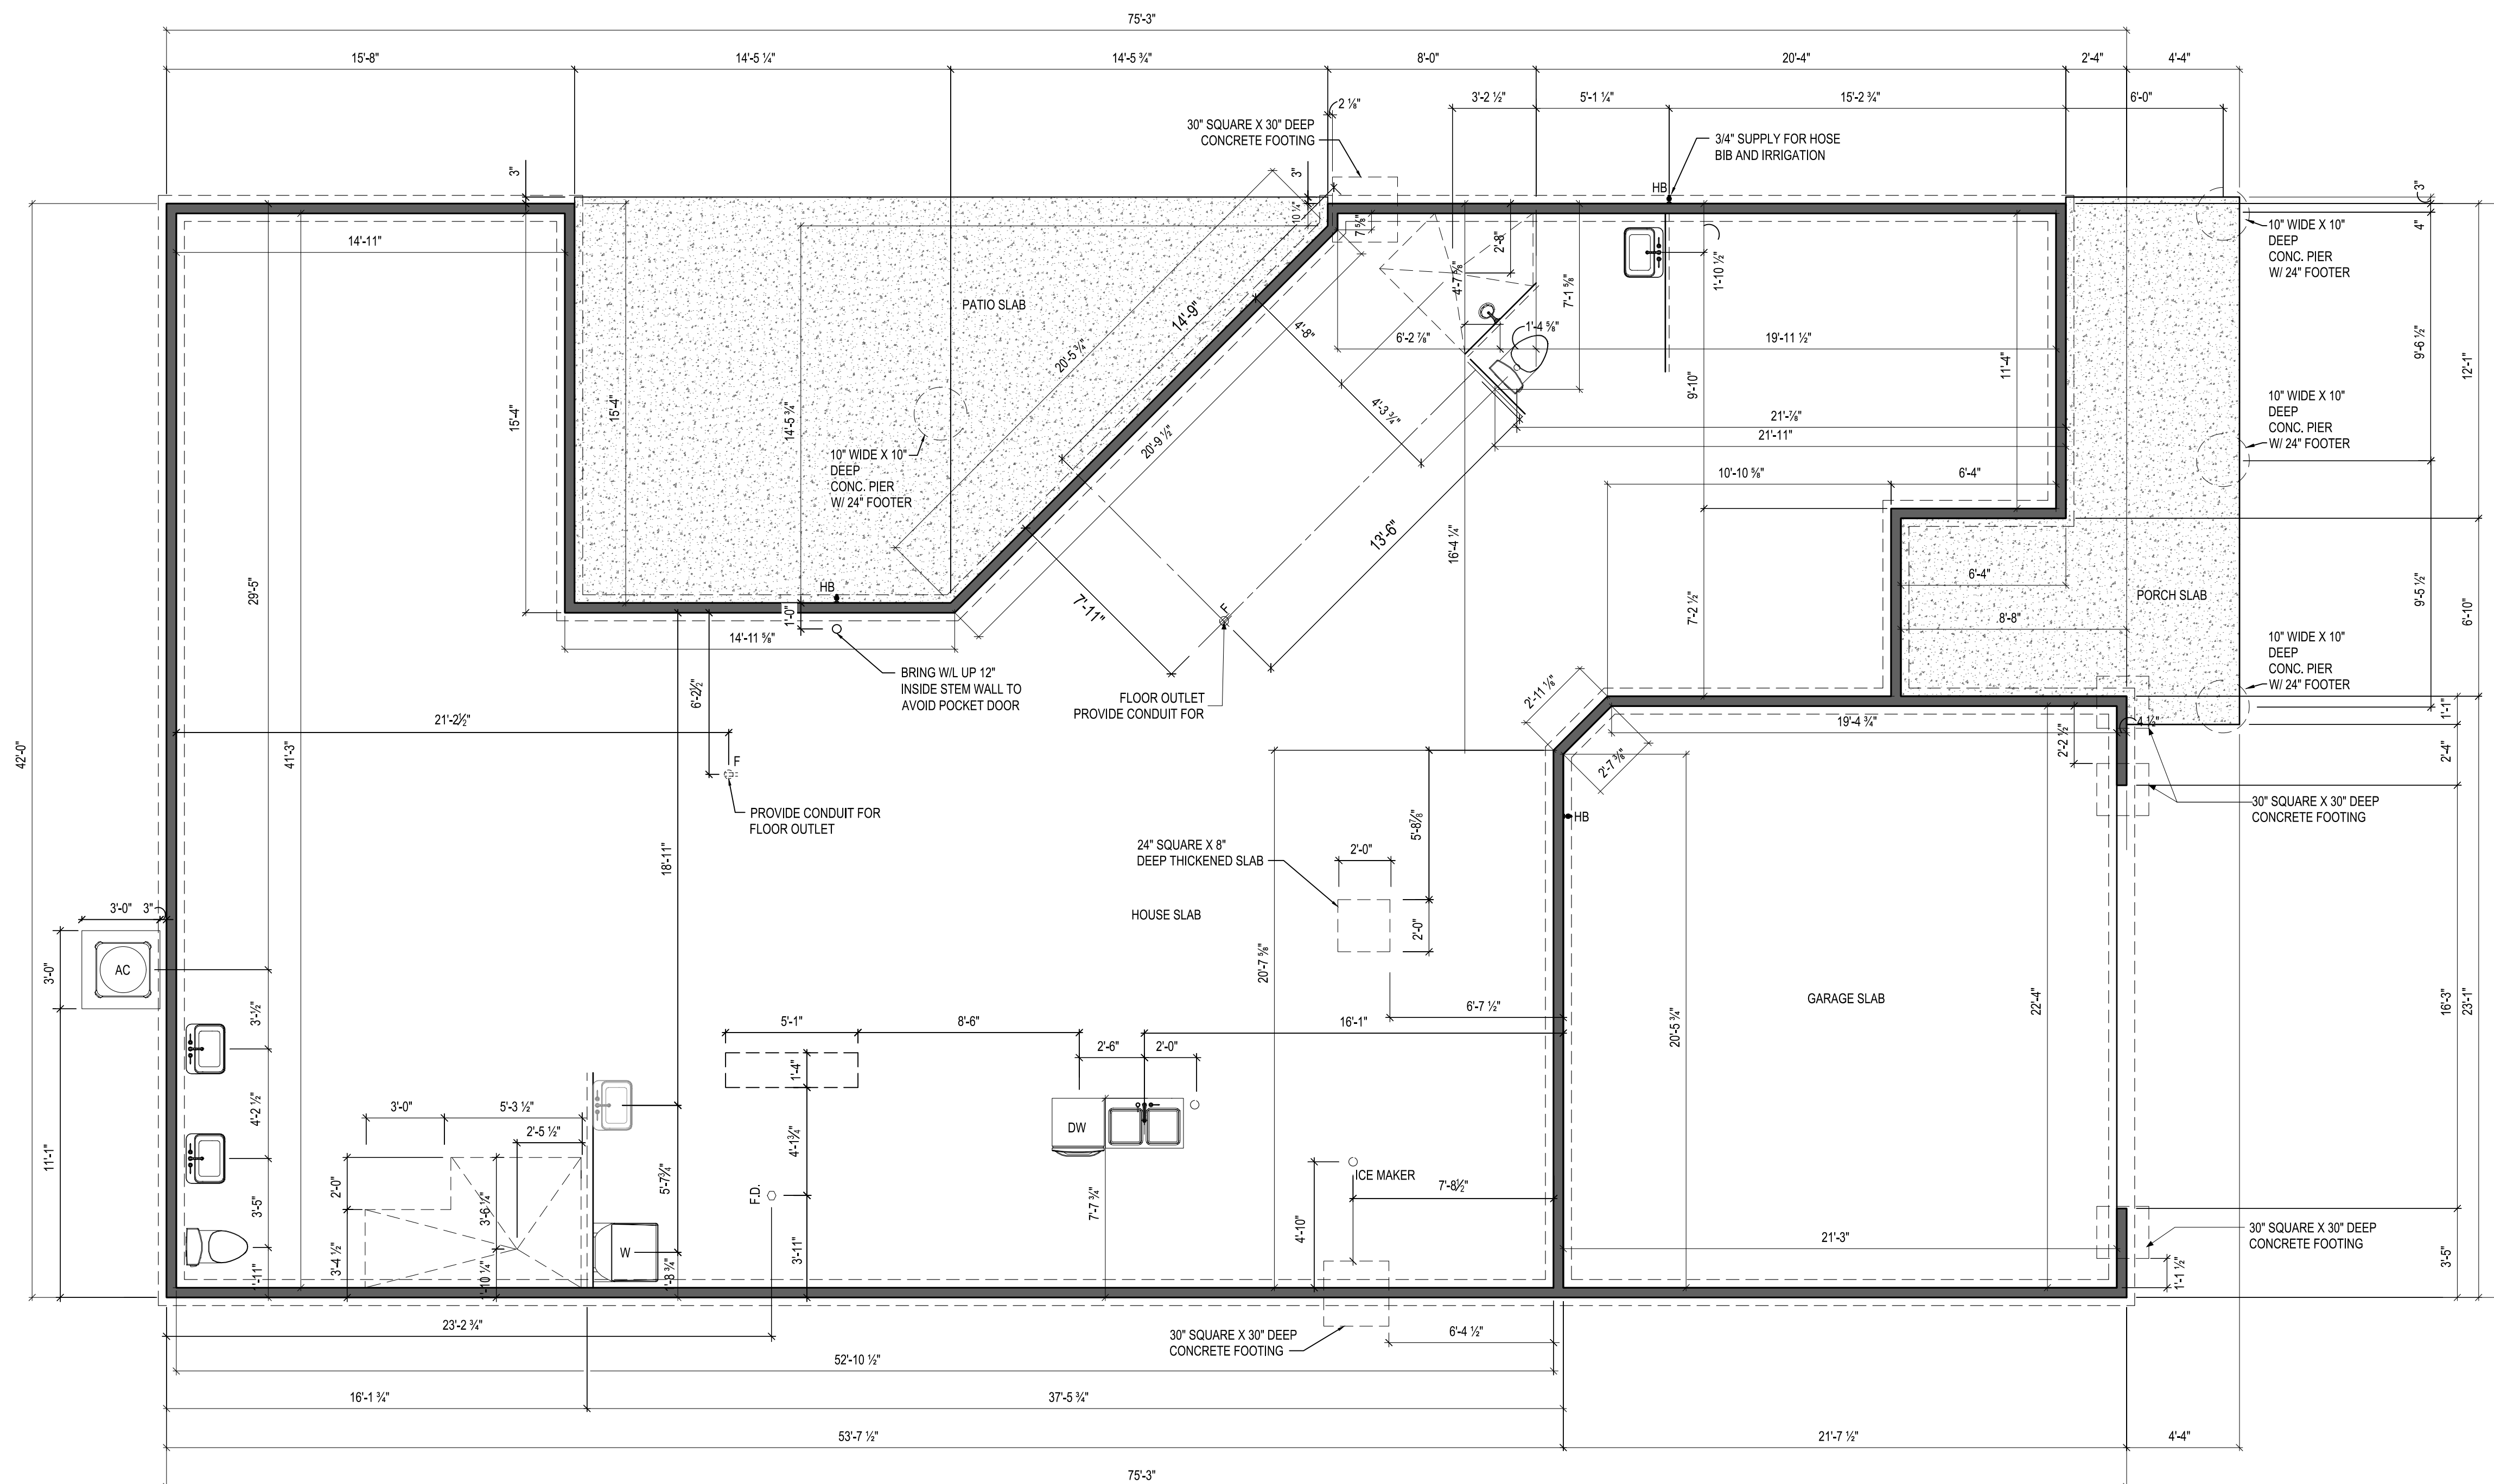 75'-3"
15'-8"
14'-5 ¼"
14'-5 ¾"
8'-0"
20'-4"
2'-4"
4'-4"
2 ⅛"
3'-2 ½"
5'-1 ¼"
15'-2 ¾"
6'-0"
30" SQUARE X 30" DEEP
CONCRETE FOOTING
3/4" SUPPLY FOR HOSE
BIB AND IRRIGATION
3"
3"
HB
3"
4"
10 ¼"
7 ⅝"
14'-11"
PATIO SLAB
14'-9"
20'-5 ¾"
4'-8"
2'-8"
4'-7 ⅝"
7'-1 ⅝"
1'-10 ½"
1'-4 ⅝"
6'-2 ⅞"
19'-11 ½"
11'-4"
10" WIDE X 10"
DEEP
CONC. PIER
W/ 24" FOOTER
9'-6 ½"
12'-1"
15'-4"
15'-4"
14'-5 ¾"
20'-9 ½"
4'-3 ¾"
9'-10"
21'-⅞"
21'-11"
10" WIDE X 10"
DEEP
CONC. PIER
W/ 24" FOOTER
10" WIDE X 10"
DEEP
CONC. PIER
W/ 24" FOOTER
10'-10 ⅝"
6'-4"
13'-6"
16'-4 ¼"
29'-5"
HB
1'-0"
7'-11"
F
6'-4"
PORCH SLAB
8'-8"
7'-2 ½"
9'-5 ½"
6'-10"
14'-11 ⅝"
BRING W/L UP 12"
INSIDE STEM WALL TO
AVOID POCKET DOOR
FLOOR OUTLET
PROVIDE CONDUIT FOR
10" WIDE X 10"
DEEP
CONC. PIER
W/ 24" FOOTER
6'-2½"
21'-2½"
2'-11 ⅛"
19'-4 ¾"
4 ½"
1'-1"
2'-2 ½"
2'-4"
42'-0"
41'-3"
F
PROVIDE CONDUIT FOR
FLOOR OUTLET
2'-7 ⅜"
HB
30" SQUARE X 30" DEEP
CONCRETE FOOTING
18'-11"
24" SQUARE X 8"
DEEP THICKENED SLAB
2'-0"
5'-8⅞"
3'-0"
3"
HOUSE SLAB
2'-0"
AC
3'-0"
20'-7 ⅝"
6'-7 ½"
GARAGE SLAB
20'-5 ¾"
22'-4"
16'-3"
23'-1"
3'-½"
5'-1"
8'-6"
16'-1"
2'-6"
2'-0"
1'-4"
4'-2 ½"
3'-0"
5'-3 ½"
2'-5 ½"
DW
11'-1"
4'-1¾"
5'-7¾"
2'-0"
3'-6 ¼"
F.D.
7'-7 ¾"
ICE MAKER
7'-8½"
3'-5"
W
3'-11"
4'-10"
21'-3"
30" SQUARE X 30" DEEP
CONCRETE FOOTING
3'-4 ½"
3'-5"
1'-1 ½"
23'-2 ¾"
30" SQUARE X 30" DEEP
CONCRETE FOOTING
6'-4 ½"
52'-10 ½"
16'-1 ¾"
37'-5 ¾"
53'-7 ½"
21'-7 ½"
4'-4"
75'-3"